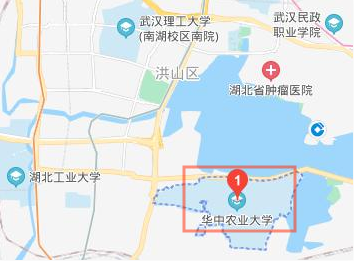 武汉理工大学
(南湖校区南院)
武汉民政
职业学院
洪山区
湖北省肿瘤医院
湖北工业大学
1
华中农业大学